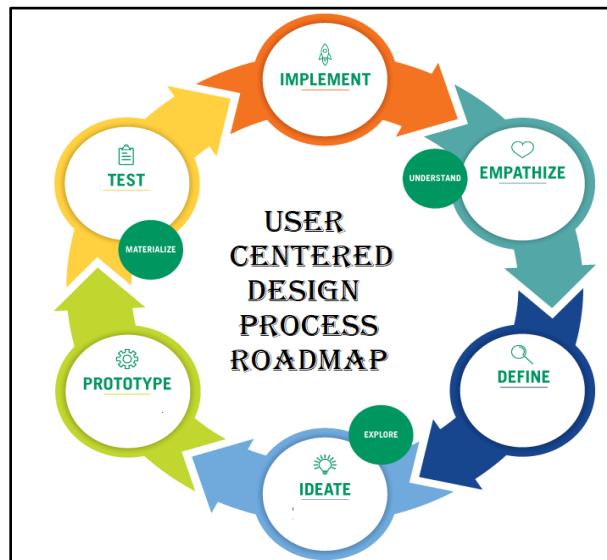 IMPLEMENT
TEST
EMPATHIZE
UNDERSTAND
MATERIALIZE
USER
CENTERED
DESIGN
PROCESS
ROADMAP
PROTOTYPE
DEFINE
EXPLORE
IDEATE